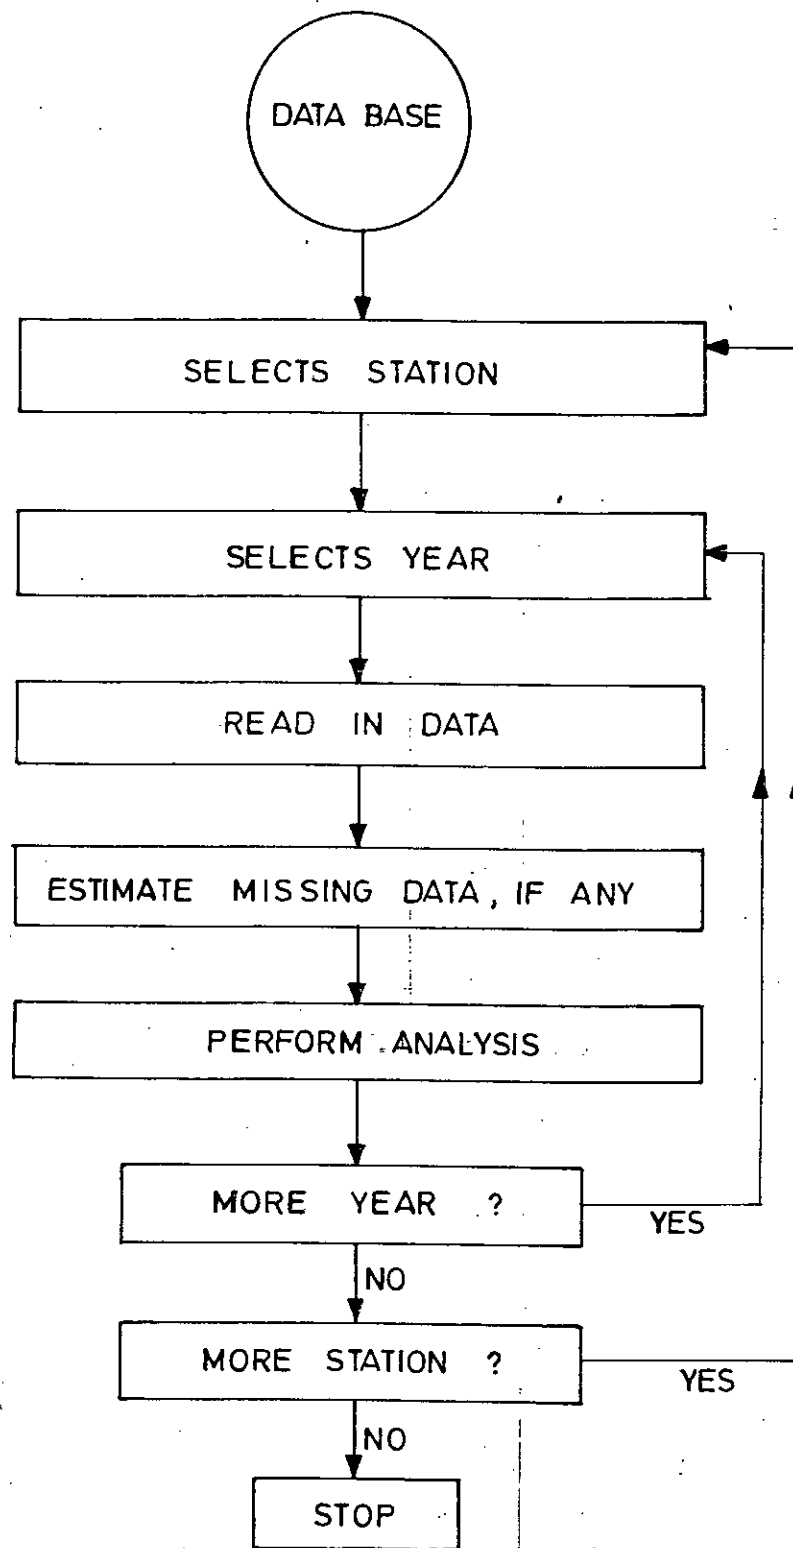 DATA BASE
SELECTS STATION
SELECTS YEAR
READ IN DATA
ESTIMATE MISSING DATA, IF ANY
PERFORM ANALYSIS
MORE YEAR ?
YES
NO
MORE STATION ?
YES
NO
STOP